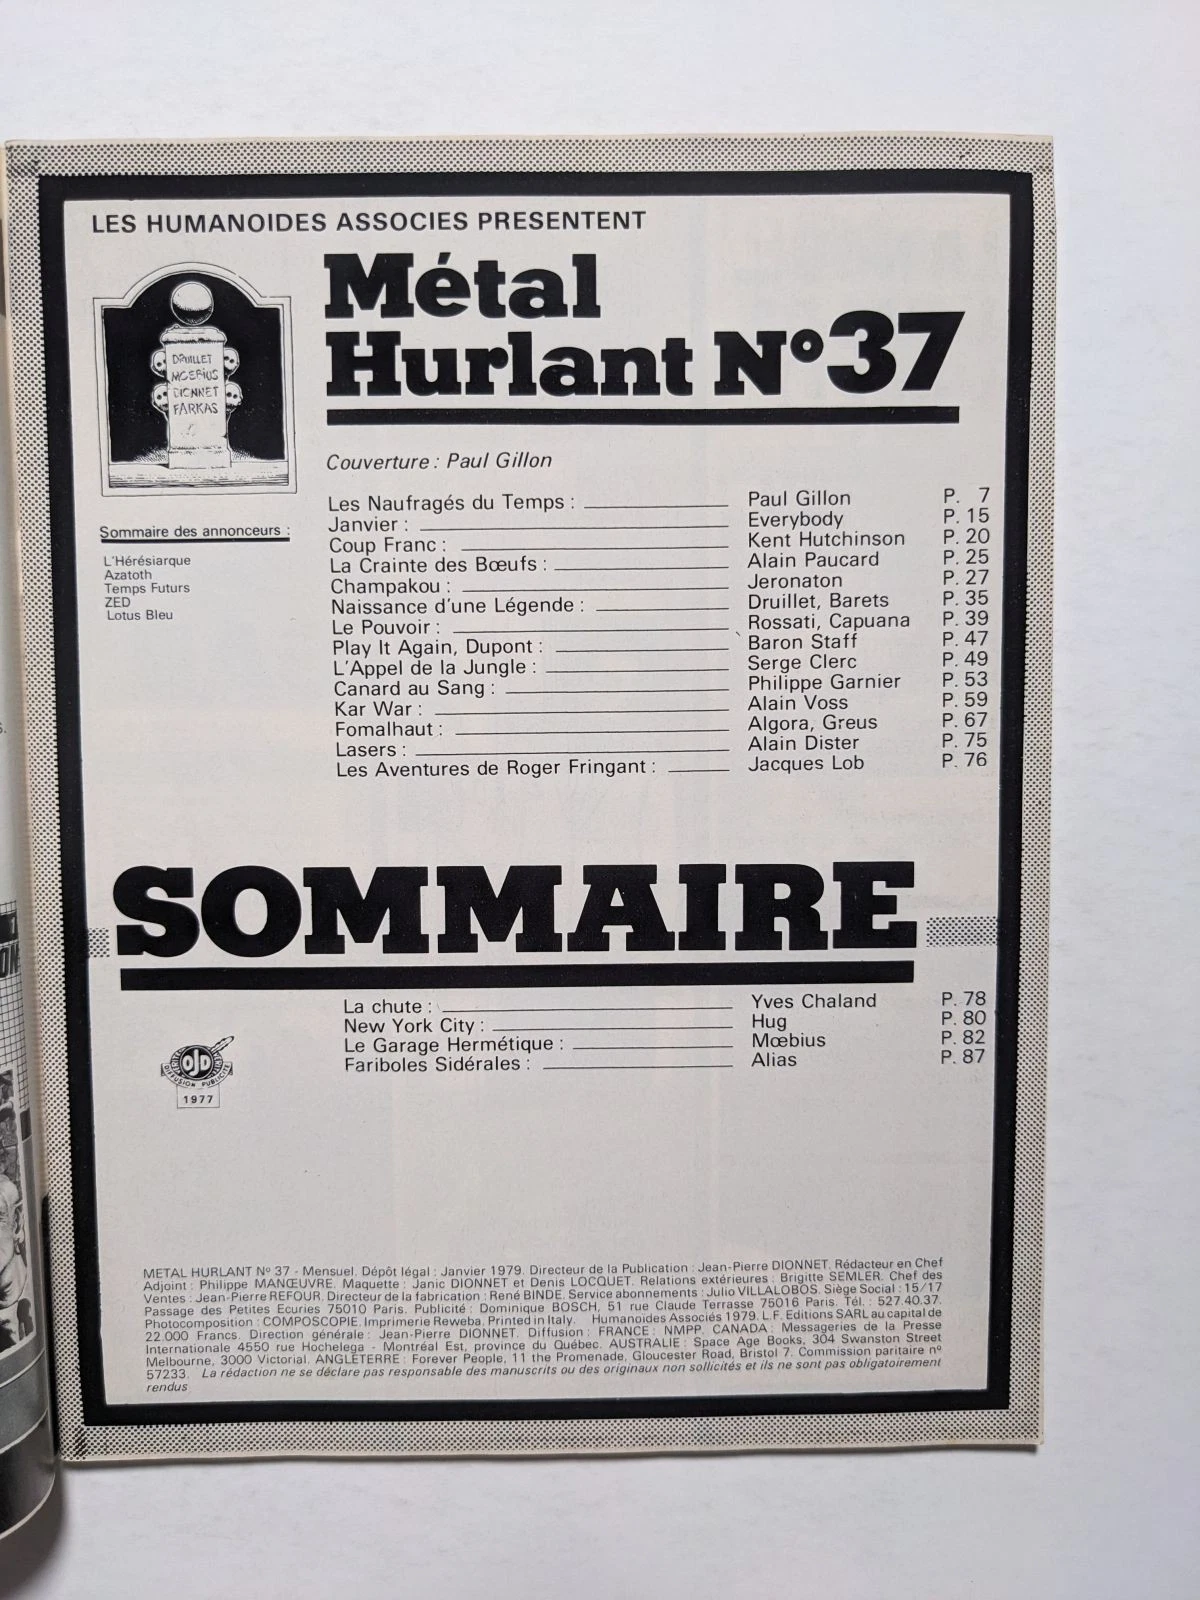 LES HUMANOIDES ASSOCIES PRESENTENT
Métal
Hurlant N°37
DRUILLET
MOEBIUS
DIONNET
FARKAS
Couverture : Paul Gillon
Les Naufragés du Temps : Paul Gillon P. 7
Janvier : Everybody P. 15
Coup Franc : Kent Hutchinson P. 20
La Crainte des Bœufs : Alain Paucard P. 25
Champakou : Jeronaton P. 27
Naissance d'une Légende : Druillet, Barets P. 35
Le Pouvoir : Rossati, Capuana P. 39
Play It Again, Dupont : Baron Staff P. 47
L'Appel de la Jungle : Serge Clerc P. 49
Canard au Sang : Philippe Garnier P. 53
Kar War : Alain Voss P. 59
Fomalhaut : Algora, Greus P. 67
Lasers : Alain Dister P. 75
Les Aventures de Roger Fringant : Jacques Lob P. 76
Sommaire des annonceurs :
L'Hérésiarque
Azatoth
Temps Futurs
ZED
Lotus Bleu
SOMMAIRE
La chute : Yves Chaland P. 78
New York City : Hug P. 80
Le Garage Hermétique : Mœbius P. 82
Fariboles Sidérales : Alias P. 87
OJD
DIFFUSION PUBLICITE
1977
METAL HURLANT Nº 37 - Mensuel. Dépôt légal : Janvier 1979. Directeur de la Publication : Jean-Pierre DIONNET. Rédacteur en Chef
Adjoint : Philippe MANŒUVRE. Maquette : Janic DIONNET et Denis LOCQUET. Relations extérieures : Brigitte SEMLER. Chef des
Ventes : Jean-Pierre REFOUR. Directeur de la fabrication : René BINDE. Service abonnements : Julio VILLALOBOS. Siège Social : 15/17
Passage des Petites Ecuries 75010 Paris. Publicité : Dominique BOSCH, 51 rue Claude Terrasse 75016 Paris. Tél. : 527.40.37.
Photocomposition : COMPOSCOPIE. Imprimerie Reweba. Printed in Italy. Humanoides Associés 1979. L.F. Editions SARL au capital de
22.000 Francs. Direction générale : Jean-Pierre DIONNET. Diffusion : FRANCE : NMPP. CANADA : Messageries de la Presse
Internationale 4550 rue Hochelega - Montréal Est, province du Québec. AUSTRALIE : Space Age Books, 304 Swanston Street
Melbourne, 3000 Victorial. ANGLETERRE : Forever People, 11 the Promenade, Gloucester Road, Bristol 7. Commission paritaire nº
57233. La rédaction ne se déclare pas responsable des manuscrits ou des originaux non sollicités et ils ne sont pas obligatoirement
rendus